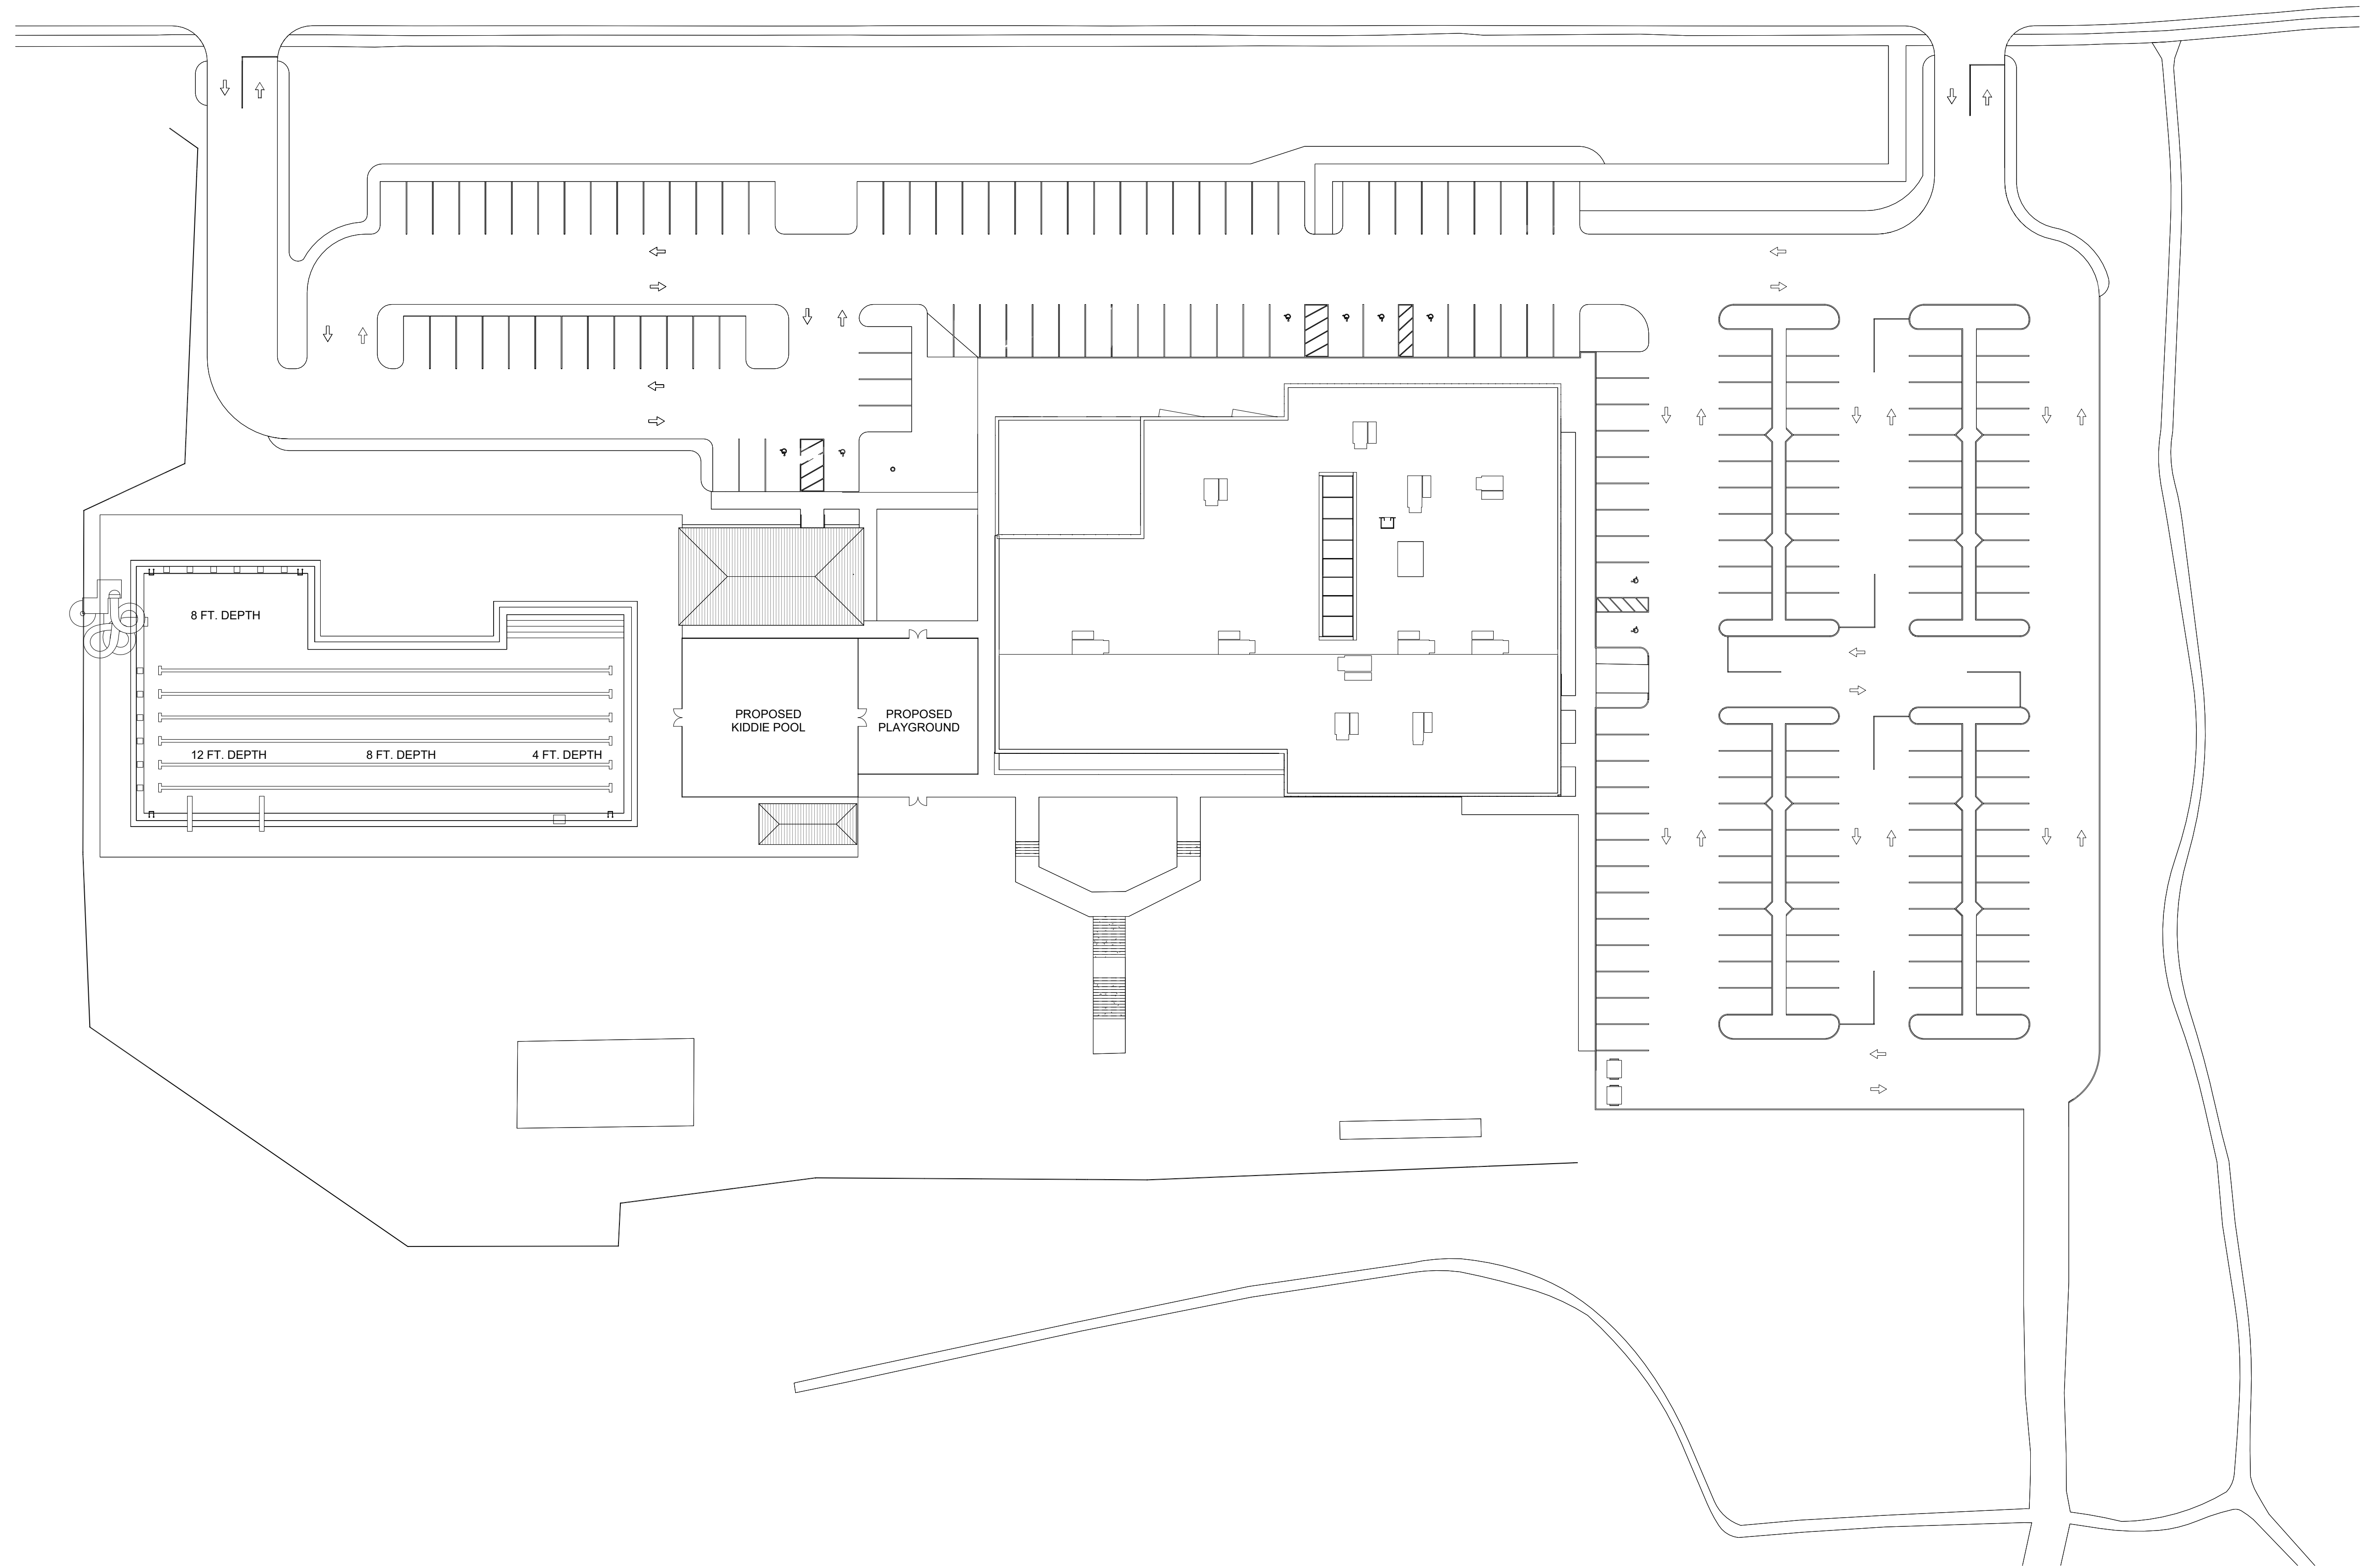 8 FT. DEPTH
PROPOSED
KIDDIE POOL
PROPOSED
PLAYGROUND
12 FT. DEPTH
8 FT. DEPTH
4 FT. DEPTH